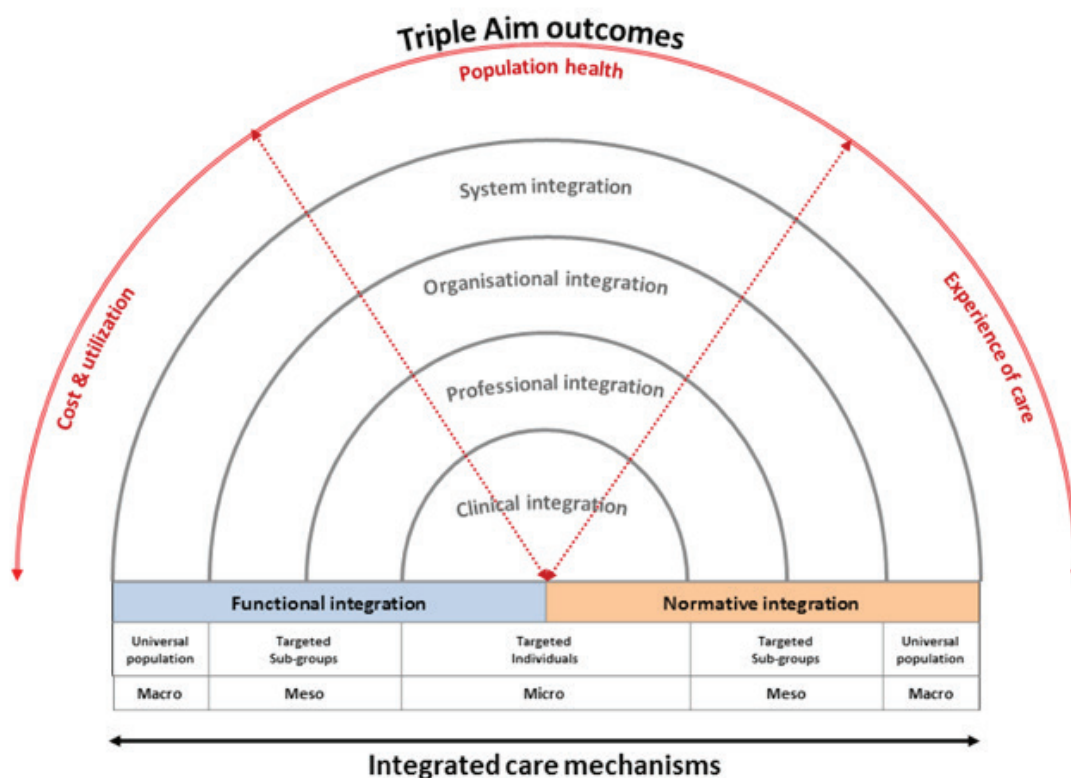 Triple Aim outcomes
Population health
System integration
Organisational integration
Cost & utilization
Experience of care
Professional integration
Clinical integration
Functional integration
Normative integration
Universal
population
Targeted
Sub-groups
Targeted
Individuals
Targeted
Sub-groups
Universal
population
Macro
Meso
Micro
Meso
Macro
Integrated care mechanisms